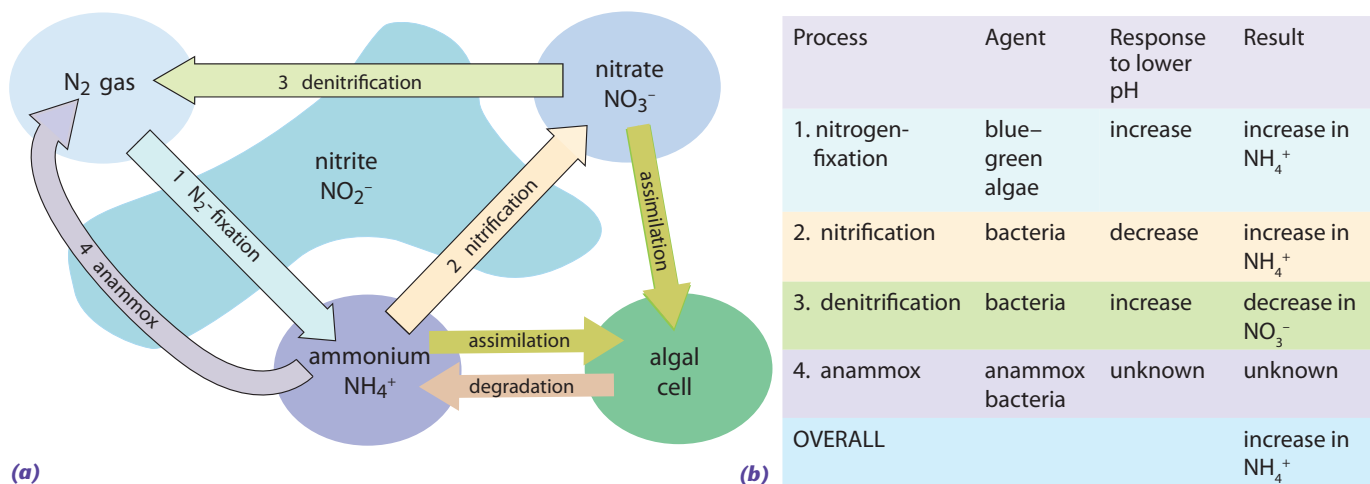 N₂ gas
3 denitrification
nitrate
NO₃⁻
nitrite
NO₂⁻
1 N₂-fixation
2 nitrification
assimilation
4 anammox
ammonium
NH₄⁺
assimilation
degradation
algal
cell
(a)
(b)
Process Agent Response to lower pH Result
1. nitrogen-fixation blue–green algae increase increase in NH₄⁺
2. nitrification bacteria decrease increase in NH₄⁺
3. denitrification bacteria increase decrease in NO₃⁻
4. anammox anammox bacteria unknown unknown
OVERALL increase in NH₄⁺